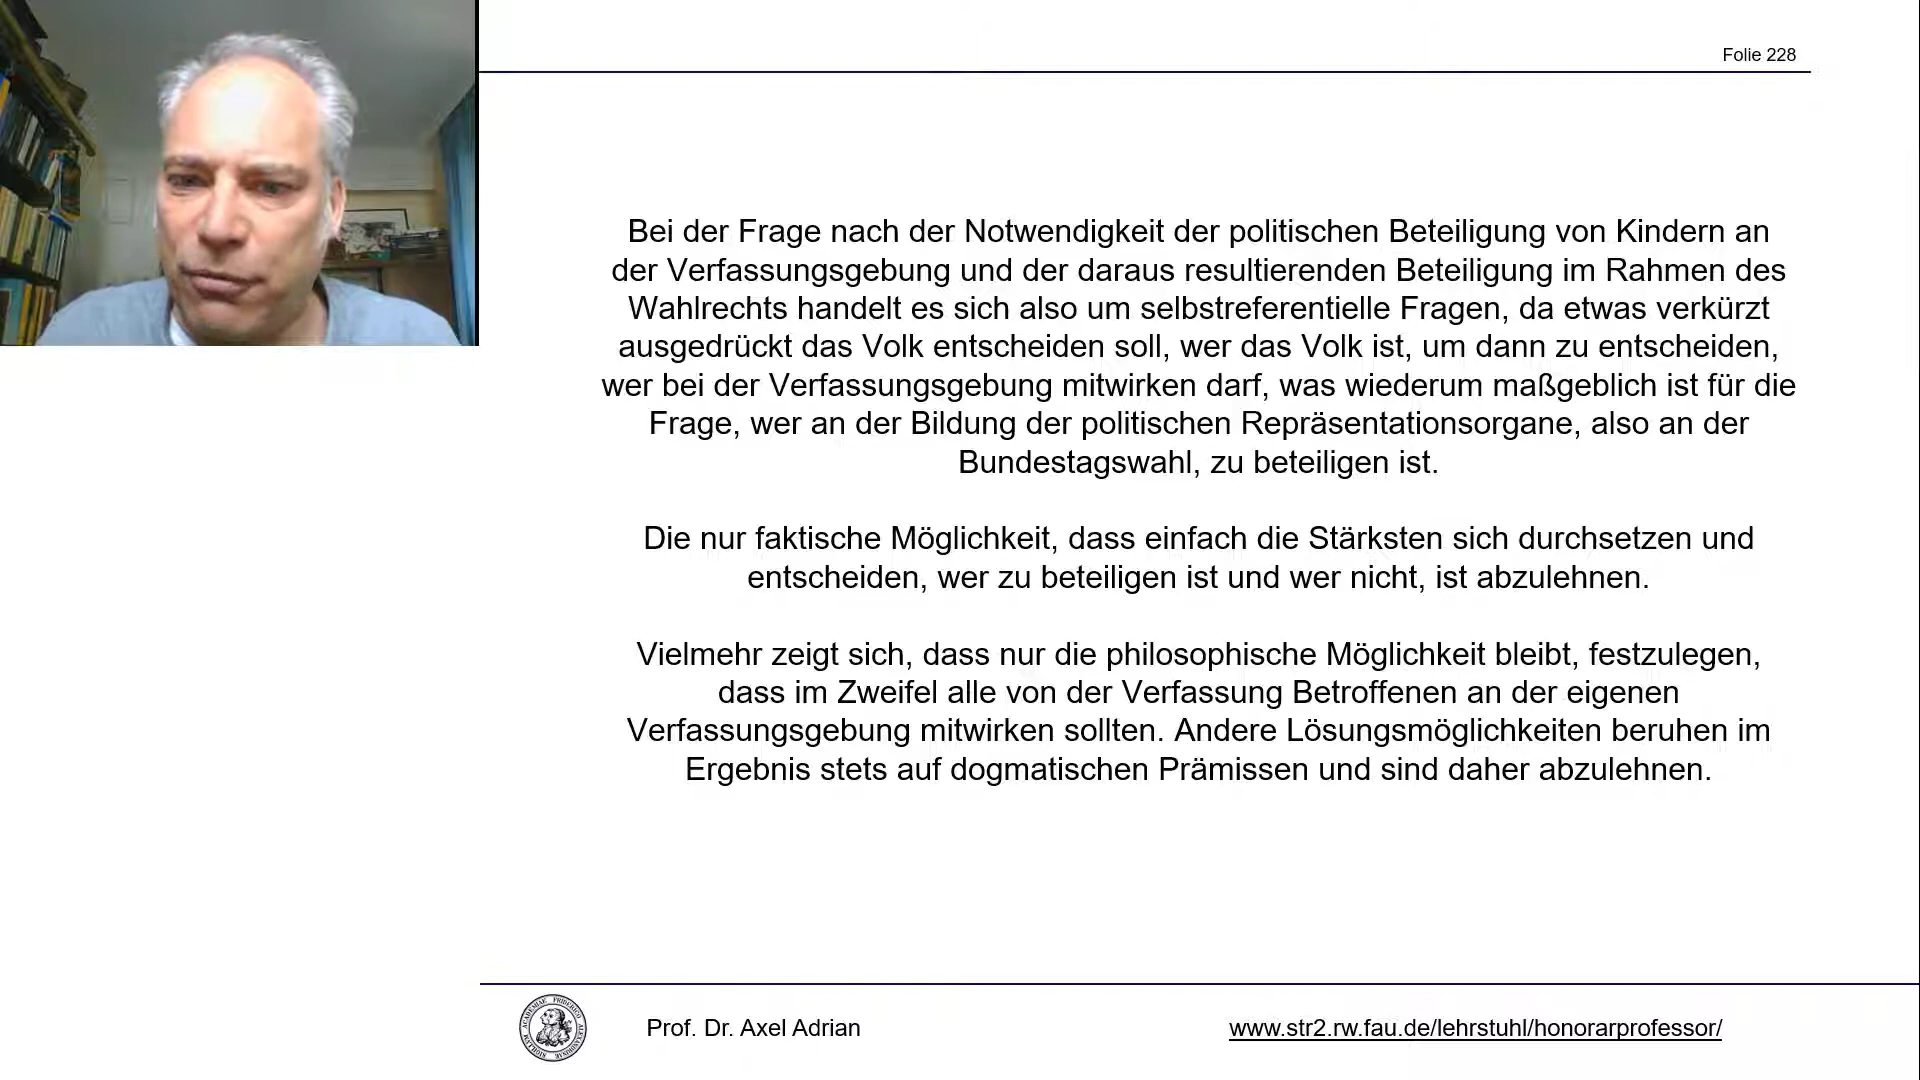 Folie 228
Bei der Frage nach der Notwendigkeit der politischen Beteiligung von Kindern an
der Verfassungsgebung und der daraus resultierenden Beteiligung im Rahmen des
Wahlrechts handelt es sich also um selbstreferentielle Fragen, da etwas verkürzt
ausgedrückt das Volk entscheiden soll, wer das Volk ist, um dann zu entscheiden,
wer bei der Verfassungsgebung mitwirken darf, was wiederum maßgeblich ist für die
Frage, wer an der Bildung der politischen Repräsentationsorgane, also an der
Bundestagswahl, zu beteiligen ist.
Die nur faktische Möglichkeit, dass einfach die Stärksten sich durchsetzen und
entscheiden, wer zu beteiligen ist und wer nicht, ist abzulehnen.
Vielmehr zeigt sich, dass nur die philosophische Möglichkeit bleibt, festzulegen,
dass im Zweifel alle von der Verfassung Betroffenen an der eigenen
Verfassungsgebung mitwirken sollten. Andere Lösungsmöglichkeiten beruhen im
Ergebnis stets auf dogmatischen Prämissen und sind daher abzulehnen.
Prof. Dr. Axel Adrian
www.str2.rw.fau.de/lehrstuhl/honorarprofessor/